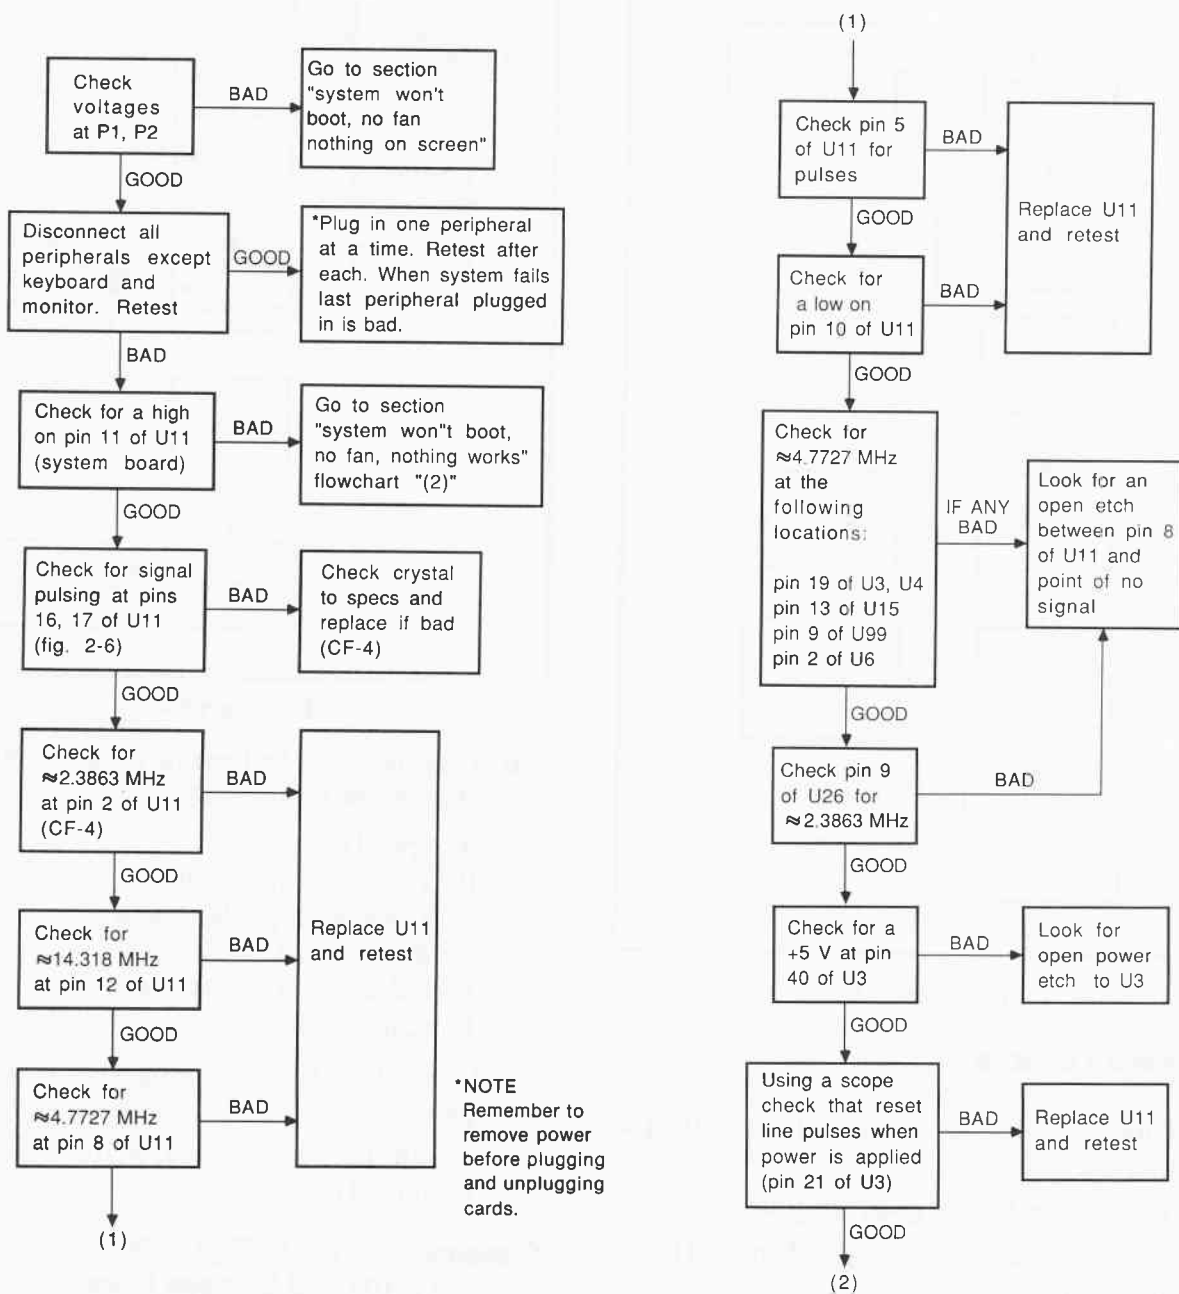 Check
voltages
at P1, P2
BAD
Go to section
"system won't
boot, no fan
nothing on screen"
GOOD
Disconnect all
peripherals except
keyboard and
monitor. Retest
GOOD
*Plug in one peripheral
at a time. Retest after
each. When system fails
last peripheral plugged
in is bad.
BAD
Check for a high
on pin 11 of U11
(system board)
BAD
Go to section
"system won"t boot,
no fan, nothing works"
flowchart "(2)"
GOOD
Check for signal
pulsing at pins
16, 17 of U11
(fig. 2-6)
BAD
Check crystal
to specs and
replace if bad
(CF-4)
GOOD
Check for
≈2.3863 MHz
at pin 2 of U11
(CF-4)
BAD
GOOD
Check for
≈14.318 MHz
at pin 12 of U11
BAD
Replace U11
and retest
GOOD
Check for
≈4.7727 MHz
at pin 8 of U11
BAD
(1)
*NOTE
Remember to
remove power
before plugging
and unplugging
cards.
(1)
Check pin 5
of U11 for
pulses
BAD
Replace U11
and retest
GOOD
Check for
a low on
pin 10 of U11
BAD
GOOD
Check for
≈4.7727 MHz
at the
following
locations:
pin 19 of U3, U4
pin 13 of U15
pin 9 of U99
pin 2 of U6
IF ANY
BAD
Look for an
open etch
between pin 8
of U11 and
point of no
signal
GOOD
Check pin 9
of U26 for
≈2.3863 MHz
BAD
GOOD
Check for a
+5 V at pin
40 of U3
BAD
Look for
open power
etch to U3
GOOD
Using a scope
check that reset
line pulses when
power is applied
(pin 21 of U3)
BAD
Replace U11
and retest
GOOD
(2)